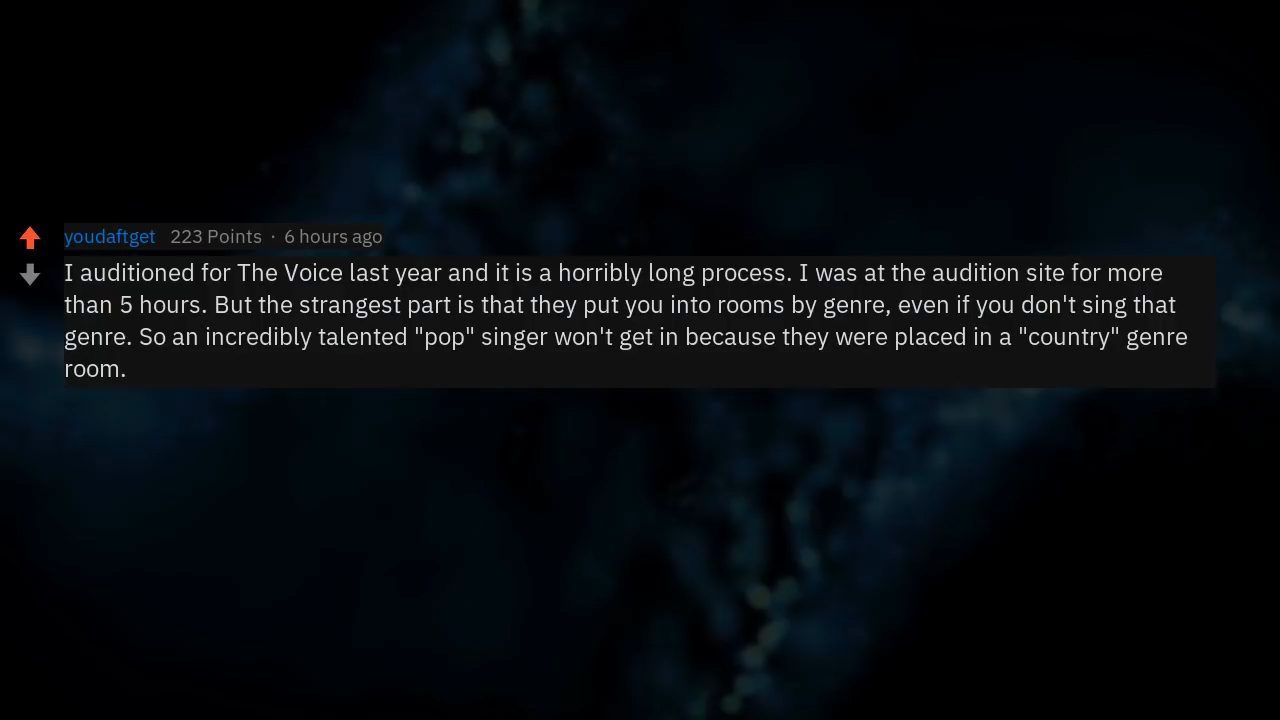 youdaftget 223 Points · 6 hours ago
I auditioned for The Voice last year and it is a horribly long process. I was at the audition site for more
than 5 hours. But the strangest part is that they put you into rooms by genre, even if you don't sing that
genre. So an incredibly talented "pop" singer won't get in because they were placed in a "country" genre
room.